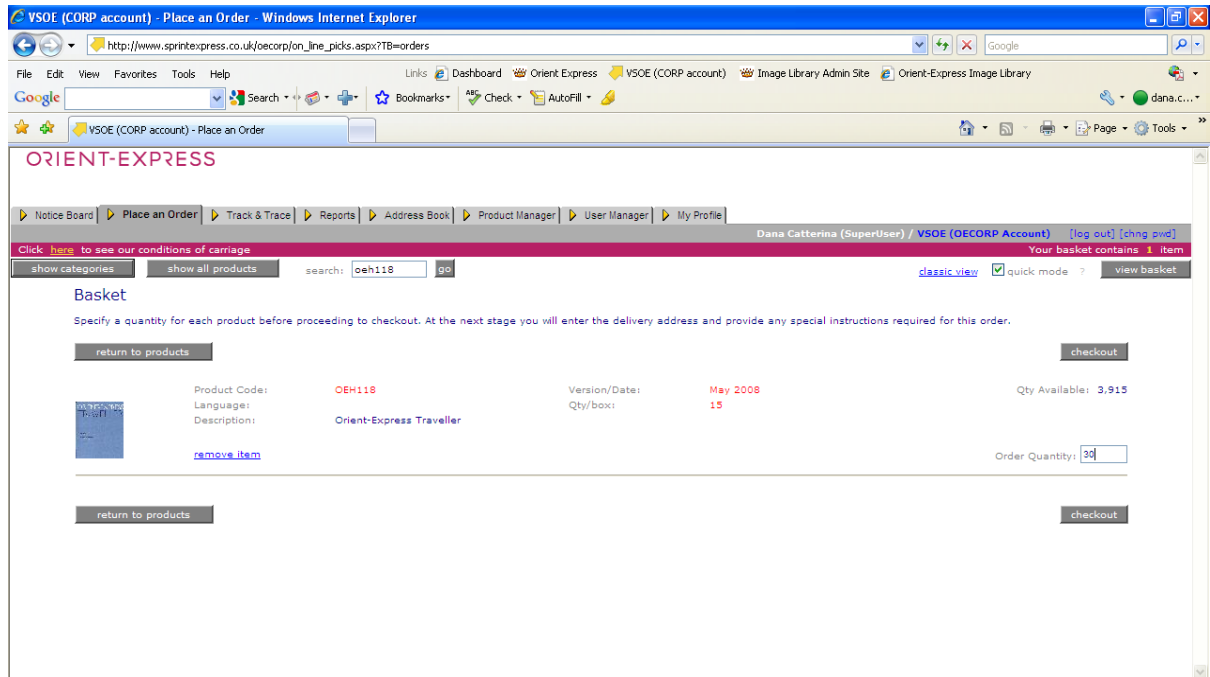 VSOE (CORP account) - Place an Order - Windows Internet Explorer
http://www.sprintexpress.co.uk/oecorp/on_line_picks.aspx?TB=orders
Google
File Edit View Favorites Tools Help
Links Dashboard Orient Express VSOE (CORP account) Image Library Admin Site Orient-Express Image Library
Google Search Bookmarks Check AutoFill dana.c...
VSOE (CORP account) - Place an Order
Page Tools
ORIENT-EXPRESS
Notice Board Place an Order Track & Trace Reports Address Book Product Manager User Manager My Profile
Dana Catterina (SuperUser) / VSOE (OECORP Account) [log out] [chng pwd]
Click here to see our conditions of carriage Your basket contains 1 item
show categories show all products search: oeh118 go classic view quick mode ? view basket
Basket
Specify a quantity for each product before proceeding to checkout. At the next stage you will enter the delivery address and provide any special instructions required for this order.
return to products checkout
Product Code: OEH118 Version/Date: May 2008 Qty Available: 3,915
Language: Qty/box: 15
Description: Orient-Express Traveller
remove item Order Quantity: 30
return to products checkout